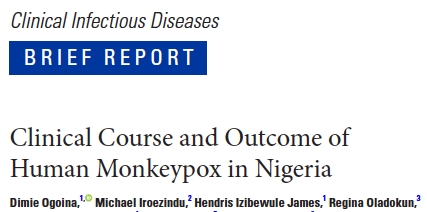 Clinical Infectious Diseases
BRIEF REPORT
Clinical Course and Outcome of
Human Monkeypox in Nigeria
Dimie Ogoina,1, Michael Iroezindu,2 Hendris Izibewule James,1 Regina Oladokun,3